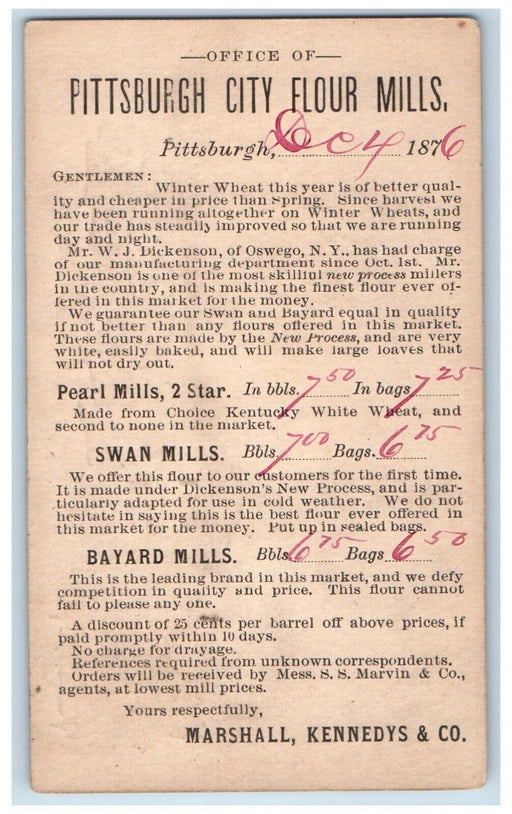 —OFFICE OF—
PITTSBURGH CITY FLOUR MILLS,
Pittsburgh, Dec 4 1876
GENTLEMEN:
Winter Wheat this year is of better qual-
ity and cheaper in price than Spring. Since harvest we
have been running altogether on Winter Wheats, and
our trade has steadily improved so that we are running
day and night.
Mr. W. J. Dickenson, of Oswego, N. Y., has had charge
of our manufacturing department since Oct. 1st. Mr.
Dickenson is one of the most skillful new process millers
in the country, and is making the finest flour ever of-
fered in this market for the money.
We guarantee our Swan and Bayard equal in quality
if not better than any flours offered in this market.
These flours are made by the New Process, and are very
white, easily baked, and will make large loaves that
will not dry out.
Pearl Mills, 2 Star. In bbls. 7 50 In bags 7 25
Made from Choice Kentucky White Wheat, and
second to none in the market.
SWAN MILLS. Bbls. 7 00 Bags. 6 75
We offer this flour to our customers for the first time.
It is made under Dickenson's New Process, and is par-
ticularly adapted for use in cold weather. We do not
hesitate in saying this is the best flour ever offered in
this market for the money. Put up in sealed bags.
BAYARD MILLS. Bbls 6 75 Bags 6 50
This is the leading brand in this market, and we defy
competition in quality and price. This flour cannot
fail to please any one.
A discount of 25 cents per barrel off above prices, if
paid promptly within 10 days.
No charge for drayage.
References required from unknown correspondents.
Orders will be received by Mess. S. S. Marvin & Co.,
agents, at lowest mill prices.
Yours respectfully,
MARSHALL, KENNEDYS & CO.